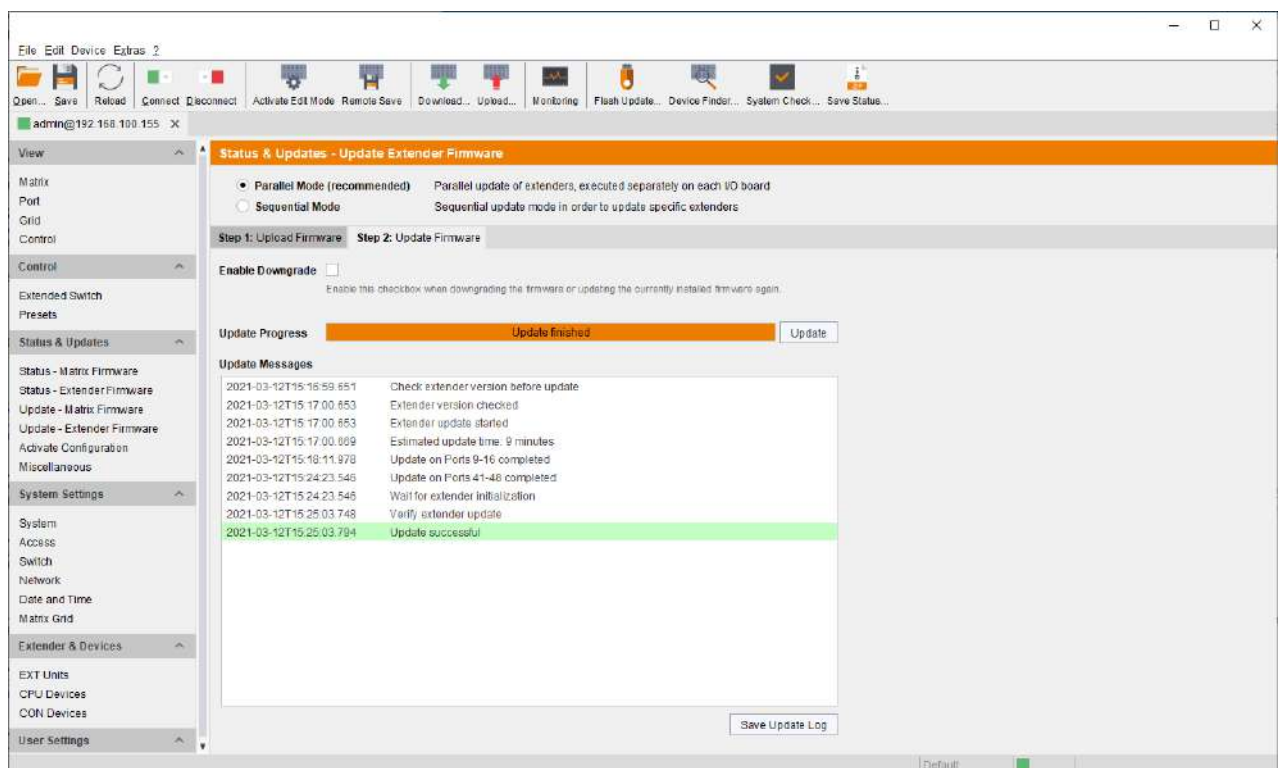 File Edit Device Extras ?
Open... Save Reload Connect Disconnect Activate Edit Mode Remote Save Download... Upload... Monitoring Flash Update... Device Finder... System Check... Save Status...
admin@192.168.100.155 X
View
Matrix
Port
Grid
Control
Control
Extended Switch
Presets
Status & Updates
Status - Matrix Firmware
Status - Extender Firmware
Update - Matrix Firmware
Update - Extender Firmware
Activate Configuration
Miscellaneous
System Settings
System
Access
Switch
Network
Date and Time
Matrix Grid
Extender & Devices
EXT Units
CPU Devices
CON Devices
User Settings
Status & Updates - Update Extender Firmware
Parallel Mode (recommended) Parallel update of extenders, executed separately on each I/O board
Sequential Mode Sequential update mode in order to update specific extenders
Step 1: Upload Firmware Step 2: Update Firmware
Enable Downgrade
Enable this checkbox when downgrading the firmware or updating the currently installed firmware again.
Update Progress Update finished Update
Update Messages
2021-03-12T15:16:59.651 Check extender version before update
2021-03-12T15:17:00.653 Extender version checked
2021-03-12T15:17:00.653 Extender update started
2021-03-12T15:17:00.669 Estimated update time: 9 minutes
2021-03-12T15:18:11.978 Update on Ports 9-16 completed
2021-03-12T15:24:23.546 Update on Ports 41-48 completed
2021-03-12T15:24:23.546 Wait for extender initialization
2021-03-12T15:25:03.748 Verify extender update
2021-03-12T15:25:03.794 Update successful
Save Update Log
Default